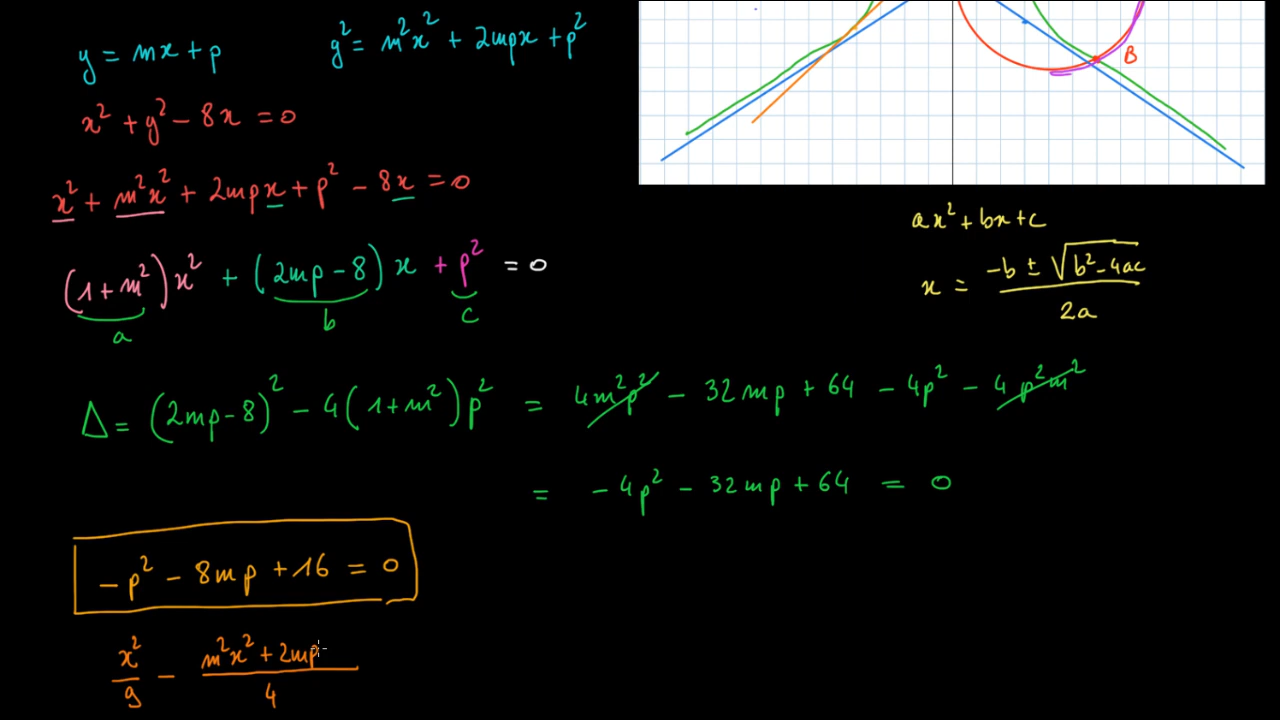 y = mx + p
y² = m²x² + 2mpx + p²
x² + y² - 8x = 0
x² + m²x² + 2mpx + p² - 8x = 0
(1+m²)x² + (2mp-8)x + p² = 0
a b c
B
ax² + bx + c
x = (-b ± √(b²-4ac)) / 2a
Δ = (2mp-8)² - 4(1+m²)p² = 4m²p² - 32mp + 64 - 4p² - 4p²m²
= -4p² - 32mp + 64 = 0
-p² - 8mp + 16 = 0
x²/9 - (m²x² + 2mp)/4